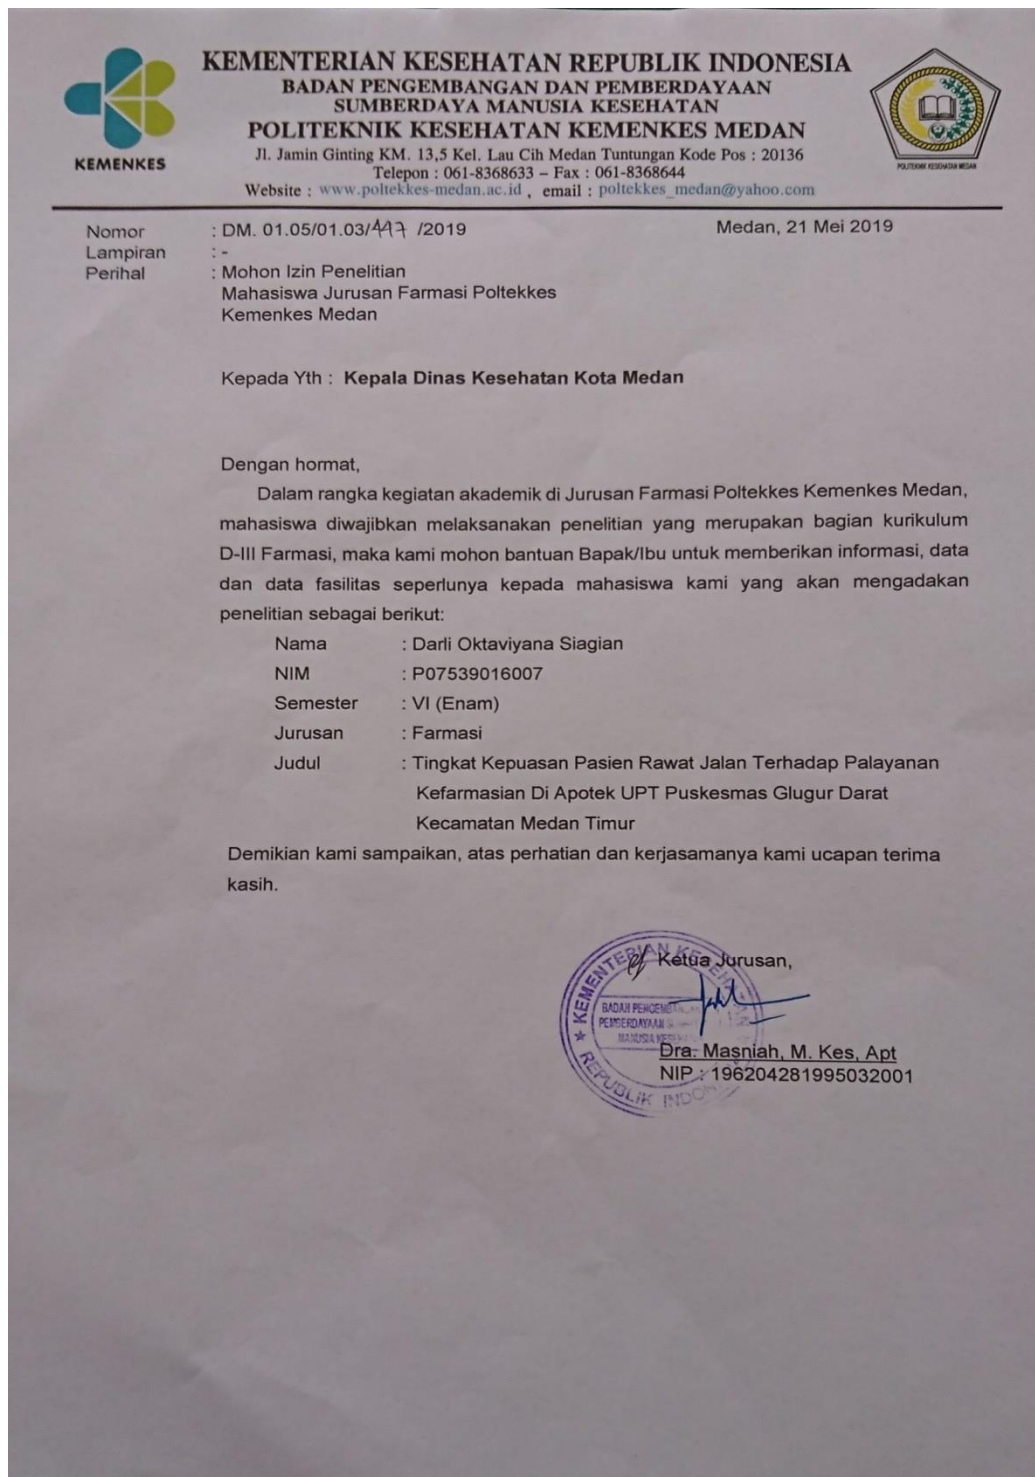 KEMENKES
KEMENTERIAN KESEHATAN REPUBLIK INDONESIA
BADAN PENGEMBANGAN DAN PEMBERDAYAAN
SUMBERDAYA MANUSIA KESEHATAN
POLITEKNIK KESEHATAN KEMENKES MEDAN
Jl. Jamin Ginting KM. 13,5 Kel. Lau Cih Medan Tuntungan Kode Pos : 20136
Telepon : 061-8368633 – Fax : 061-8368644
Website : www.poltekkes-medan.ac.id , email : poltekkes_medan@yahoo.com
POLITEKNIK KESEHATAN MEDAN
Nomor : DM. 01.05/01.03/447 /2019 Medan, 21 Mei 2019
Lampiran : -
Perihal : Mohon Izin Penelitian
Mahasiswa Jurusan Farmasi Poltekkes
Kemenkes Medan
Kepada Yth : Kepala Dinas Kesehatan Kota Medan
Dengan hormat,
Dalam rangka kegiatan akademik di Jurusan Farmasi Poltekkes Kemenkes Medan,
mahasiswa diwajibkan melaksanakan penelitian yang merupakan bagian kurikulum
D-III Farmasi, maka kami mohon bantuan Bapak/Ibu untuk memberikan informasi, data
dan data fasilitas seperlunya kepada mahasiswa kami yang akan mengadakan
penelitian sebagai berikut:
Nama : Darli Oktaviyana Siagian
NIM : P07539016007
Semester : VI (Enam)
Jurusan : Farmasi
Judul : Tingkat Kepuasan Pasien Rawat Jalan Terhadap Palayanan
Kefarmasian Di Apotek UPT Puskesmas Glugur Darat
Kecamatan Medan Timur
Demikian kami sampaikan, atas perhatian dan kerjasamanya kami ucapan terima
kasih.
Ketua Jurusan,
KEMENTERIAN
BADAN
REPUBLIK
Dra. Masniah, M. Kes, Apt
NIP : 196204281995032001